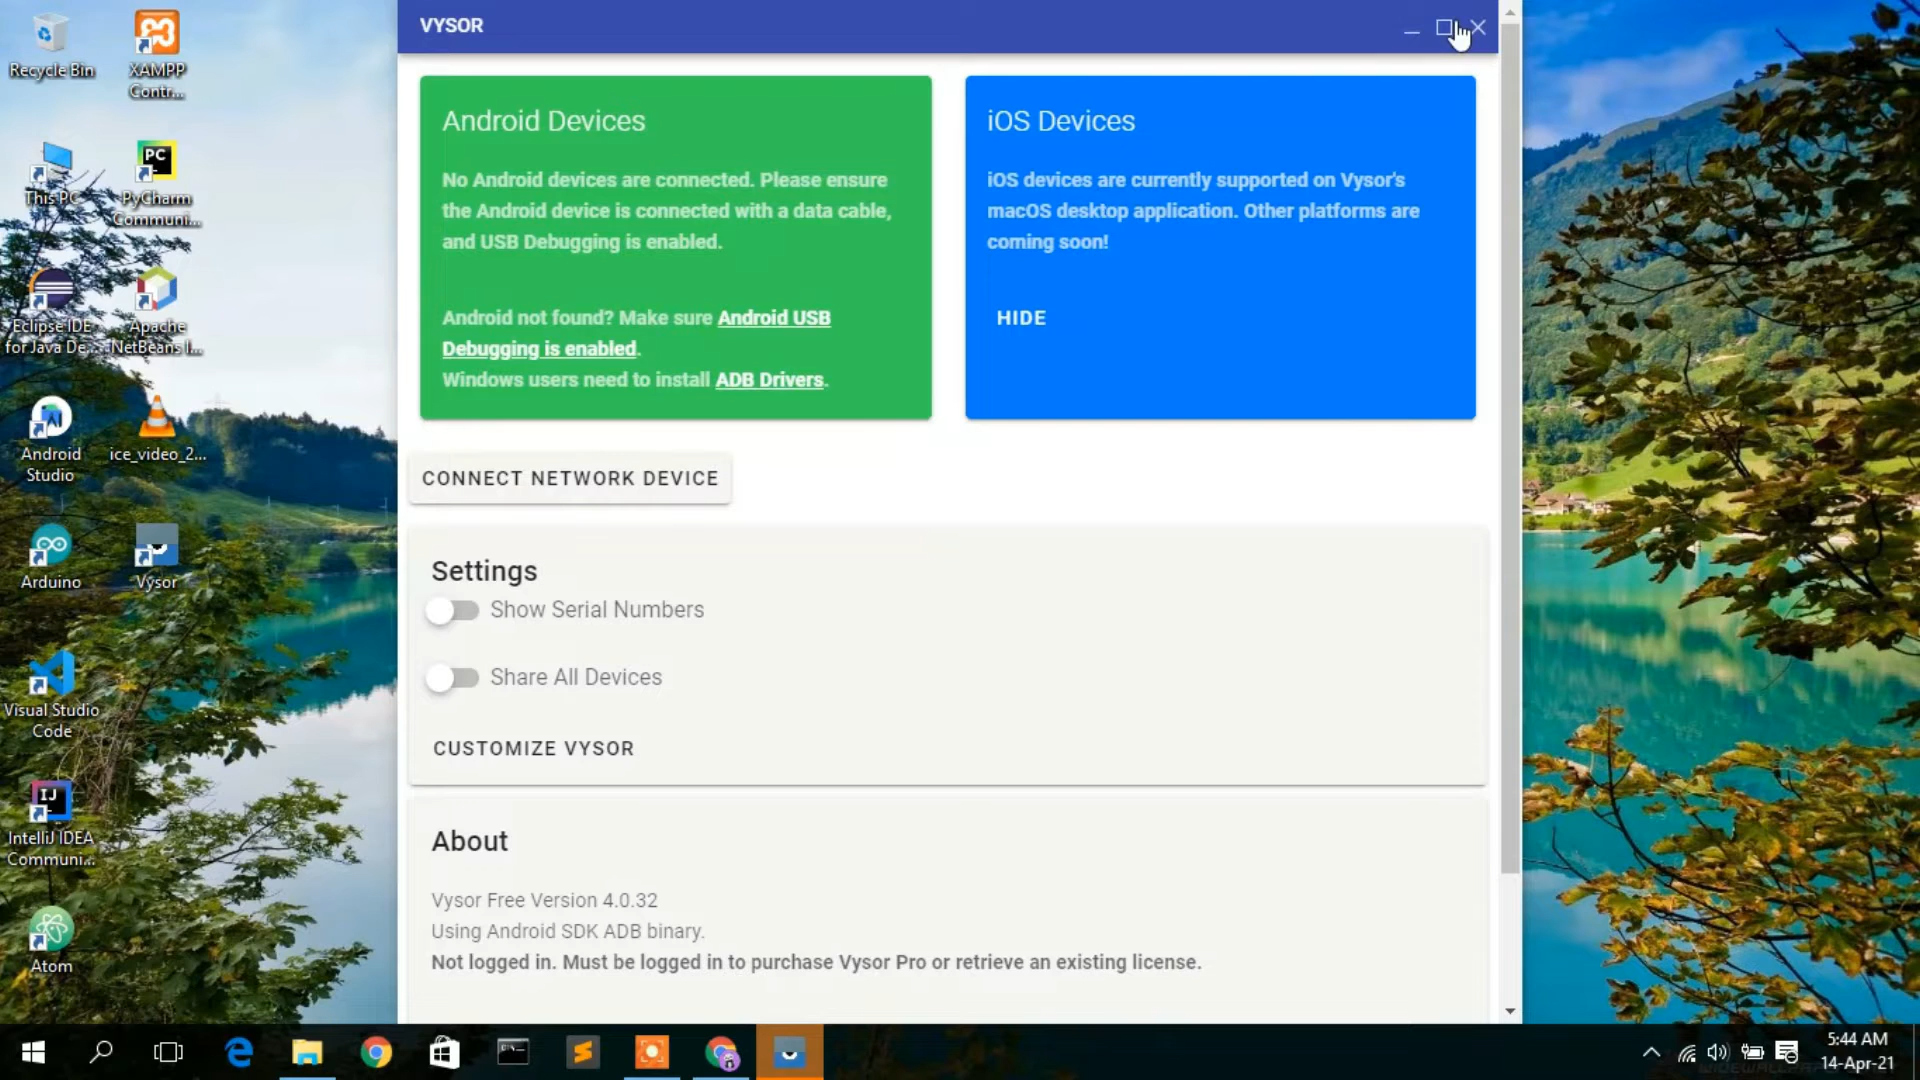 Recycle Bin
XAMPP
Contr...
This PC
PyCharm
Communi...
Eclipse IDE
for Java De...
Apache
NetBeans I...
Android
Studio
ice_video_2...
Arduino
Vysor
Visual Studio
Code
IntelliJ IDEA
Communi...
Atom
VYSOR
Android Devices
No Android devices are connected. Please ensure
the Android device is connected with a data cable,
and USB Debugging is enabled.
Android not found? Make sure Android USB
Debugging is enabled.
Windows users need to install ADB Drivers.
iOS Devices
iOS devices are currently supported on Vysor's
macOS desktop application. Other platforms are
coming soon!
HIDE
CONNECT NETWORK DEVICE
Settings
Show Serial Numbers
Share All Devices
CUSTOMIZE VYSOR
About
Vysor Free Version 4.0.32
Using Android SDK ADB binary.
Not logged in. Must be logged in to purchase Vysor Pro or retrieve an existing license.
5:44 AM
14-Apr-21